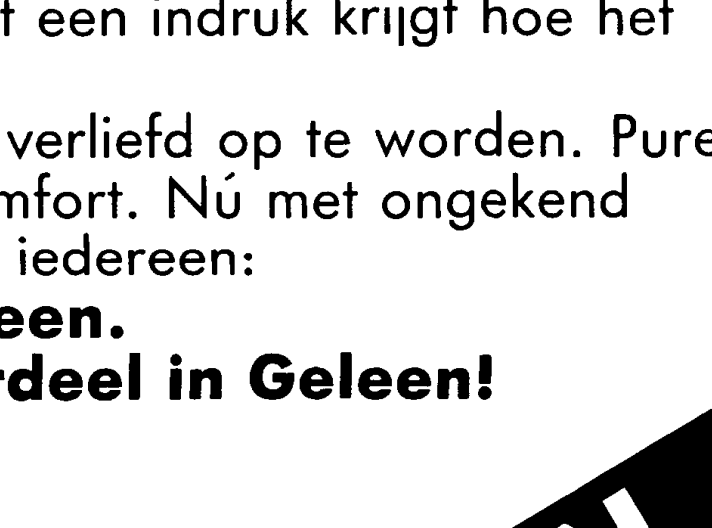 t een indruk krijgt hoe het
verliefd op te worden. Pure
mfort. Nú met ongekend
iedereen:
een.
rdeel in Geleen!